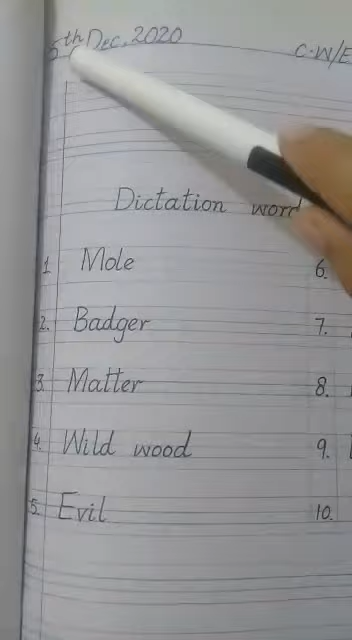 5th Dec, 2020 C.W/E
Dictation word
1. Mole 6.
2. Badger 7.
3. Matter 8.
4. Wild wood 9.
5. Evil 10.